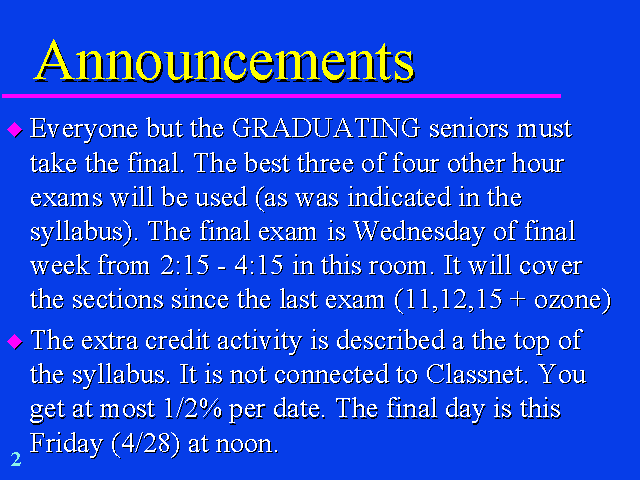 Announcements
Everyone but the GRADUATING seniors must
take the final. The best three of four other hour
exams will be used (as was indicated in the
syllabus). The final exam is Wednesday of final
week from 2:15 - 4:15 in this room. It will cover
the sections since the last exam (11,12,15 + ozone)
The extra credit activity is described a the top of
the syllabus. It is not connected to Classnet. You
get at most 1/2% per date. The final day is this
Friday (4/28) at noon.
2